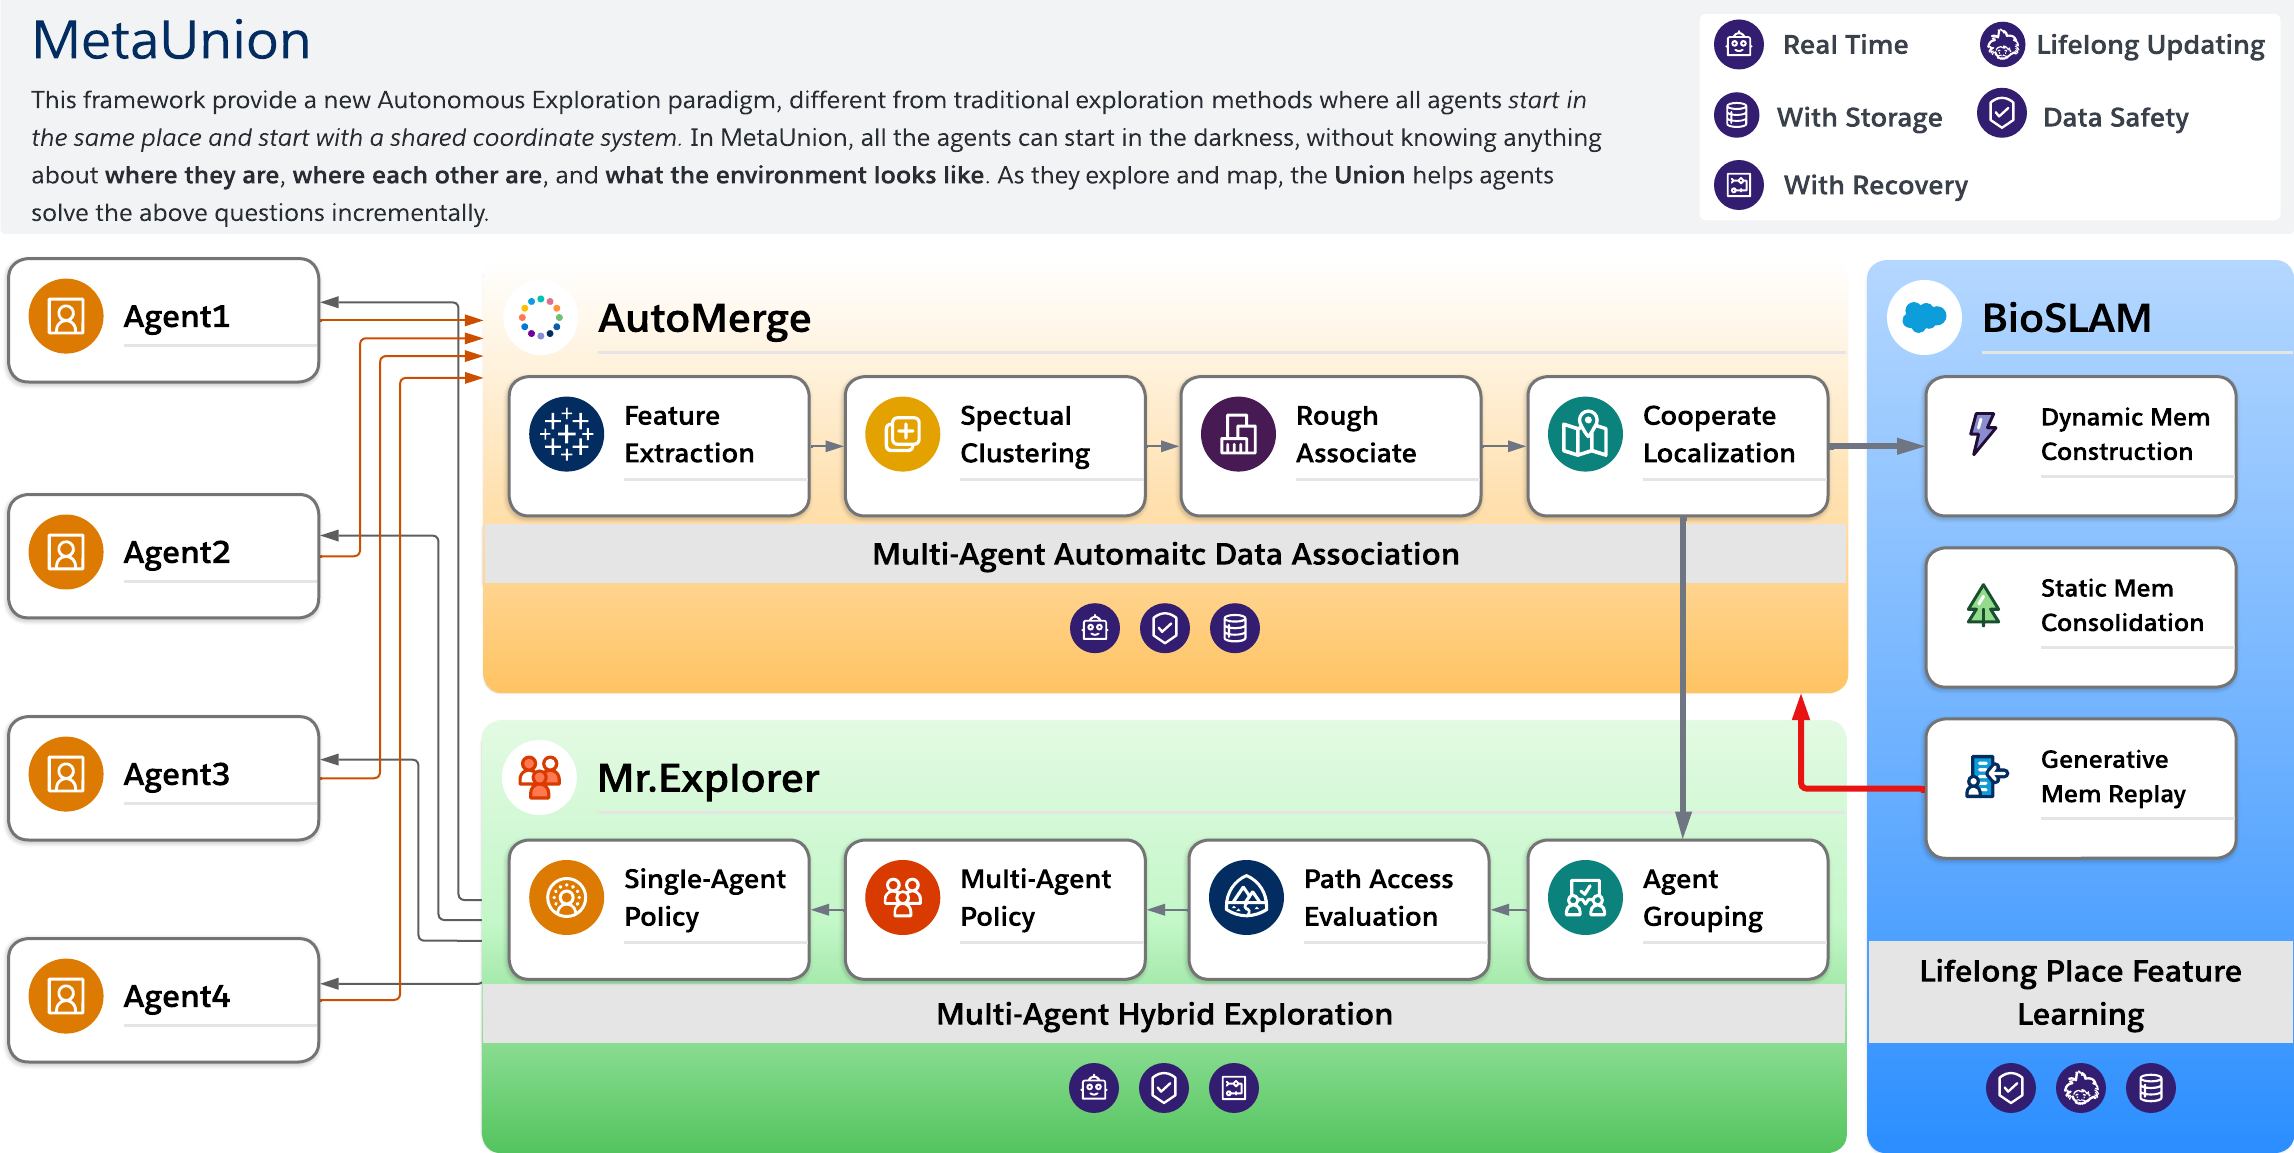 MetaUnion
This framework provide a new Autonomous Exploration paradigm, different from traditional exploration methods where all agents start in
the same place and start with a shared coordinate system. In MetaUnion, all the agents can start in the darkness, without knowing anything
about where they are, where each other are, and what the environment looks like. As they explore and map, the Union helps agents
solve the above questions incrementally.
Real Time
Lifelong Updating
With Storage
Data Safety
With Recovery
Agent1
Agent2
Agent3
Agent4
AutoMerge
Feature
Extraction
Spectual
Clustering
Rough
Associate
Cooperate
Localization
Multi-Agent Automaitc Data Association
Mr.Explorer
Single-Agent
Policy
Multi-Agent
Policy
Path Access
Evaluation
Agent
Grouping
Multi-Agent Hybrid Exploration
BioSLAM
Dynamic Mem
Construction
Static Mem
Consolidation
Generative
Mem Replay
Lifelong Place Feature
Learning